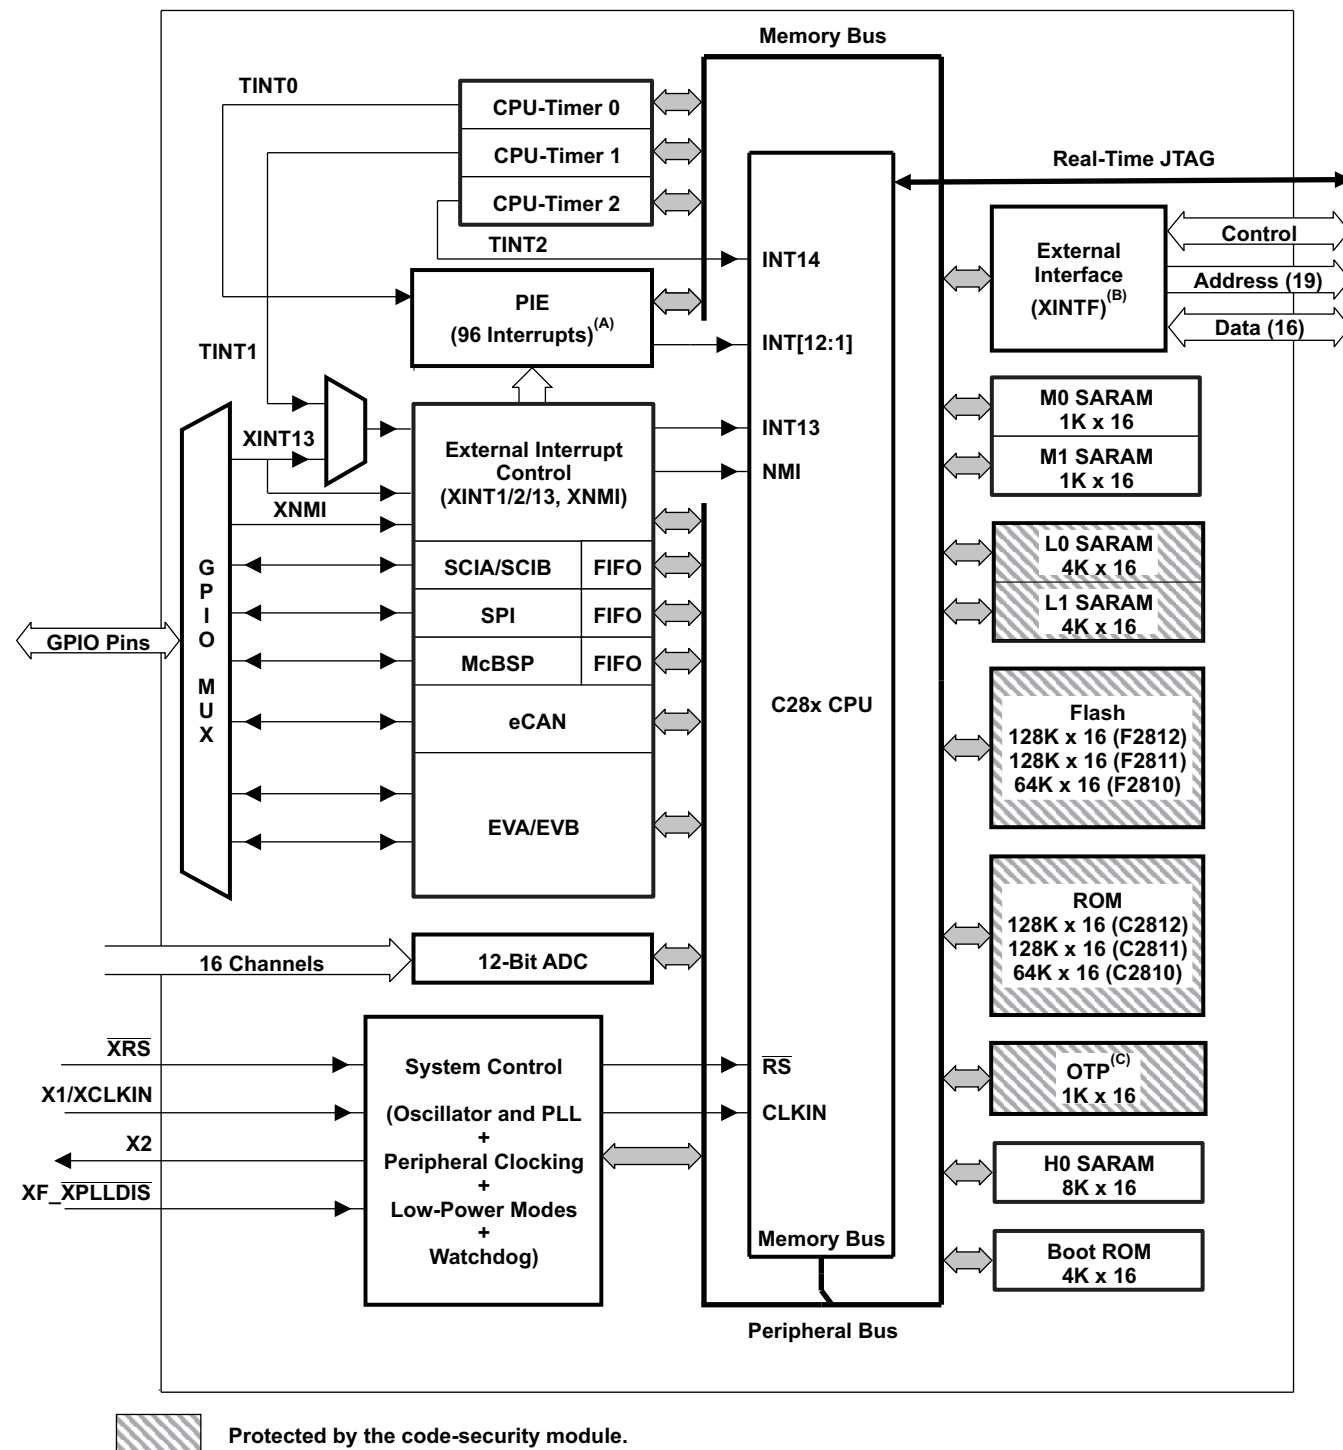 Memory Bus
TINT0
CPU-Timer 0
CPU-Timer 1
CPU-Timer 2
TINT2
Real-Time JTAG
INT14
External
Interface
(XINTF)(B)
Control
Address (19)
Data (16)
PIE
(96 Interrupts)(A)
INT[12:1]
TINT1
XINT13
External Interrupt
Control
(XINT1/2/13, XNMI)
INT13
NMI
XNMI
M0 SARAM
1K x 16
M1 SARAM
1K x 16
L0 SARAM
4K x 16
L1 SARAM
4K x 16
GPIO Pins
GPIO MUX
SCIA/SCIB
FIFO
SPI
FIFO
McBSP
FIFO
eCAN
EVA/EVB
C28x CPU
Flash
128K x 16 (F2812)
128K x 16 (F2811)
64K x 16 (F2810)
ROM
128K x 16 (C2812)
128K x 16 (C2811)
64K x 16 (C2810)
16 Channels
12-Bit ADC
XRS
X1/XCLKIN
X2
XF_XPLLDIS
System Control
(Oscillator and PLL
+
Peripheral Clocking
+
Low-Power Modes
+
Watchdog)
RS
CLKIN
OTP(C)
1K x 16
H0 SARAM
8K x 16
Boot ROM
4K x 16
Memory Bus
Peripheral Bus
Protected by the code-security module.